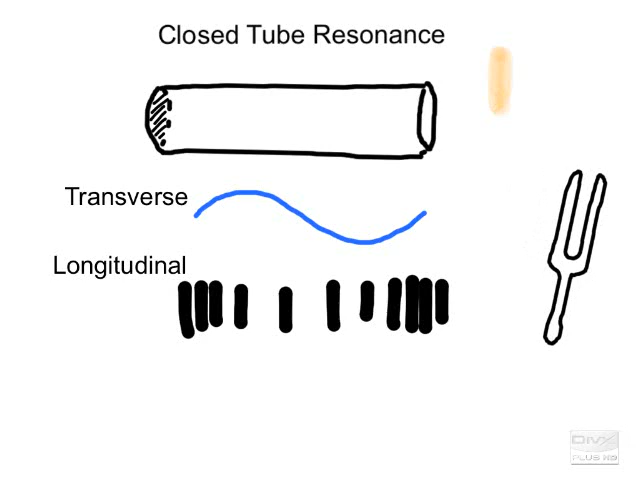 Closed Tube Resonance
Transverse
Longitudinal
DIVX
PLUS HD